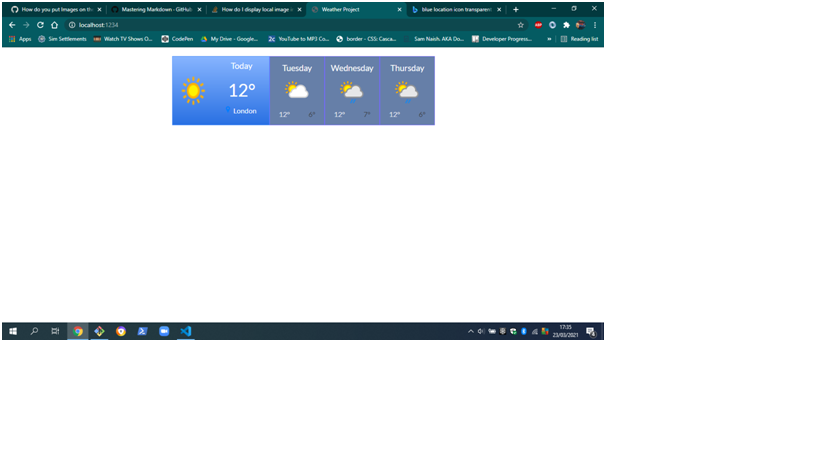 How do you put Images on th
Mastering Markdown · GitHub
How do I display local image
Weather Project
blue location icon transparent
localhost:1234
Apps
Sim Settlements
Watch TV Shows O...
CodePen
My Drive - Google...
YouTube to MP3 Co...
border - CSS: Casca...
Sam Naish. AKA Do...
Developer Progress...
»
Reading list
Today
12°
London
Tuesday
12° 6°
Wednesday
12° 7°
Thursday
12° 6°
17:35
23/03/2021